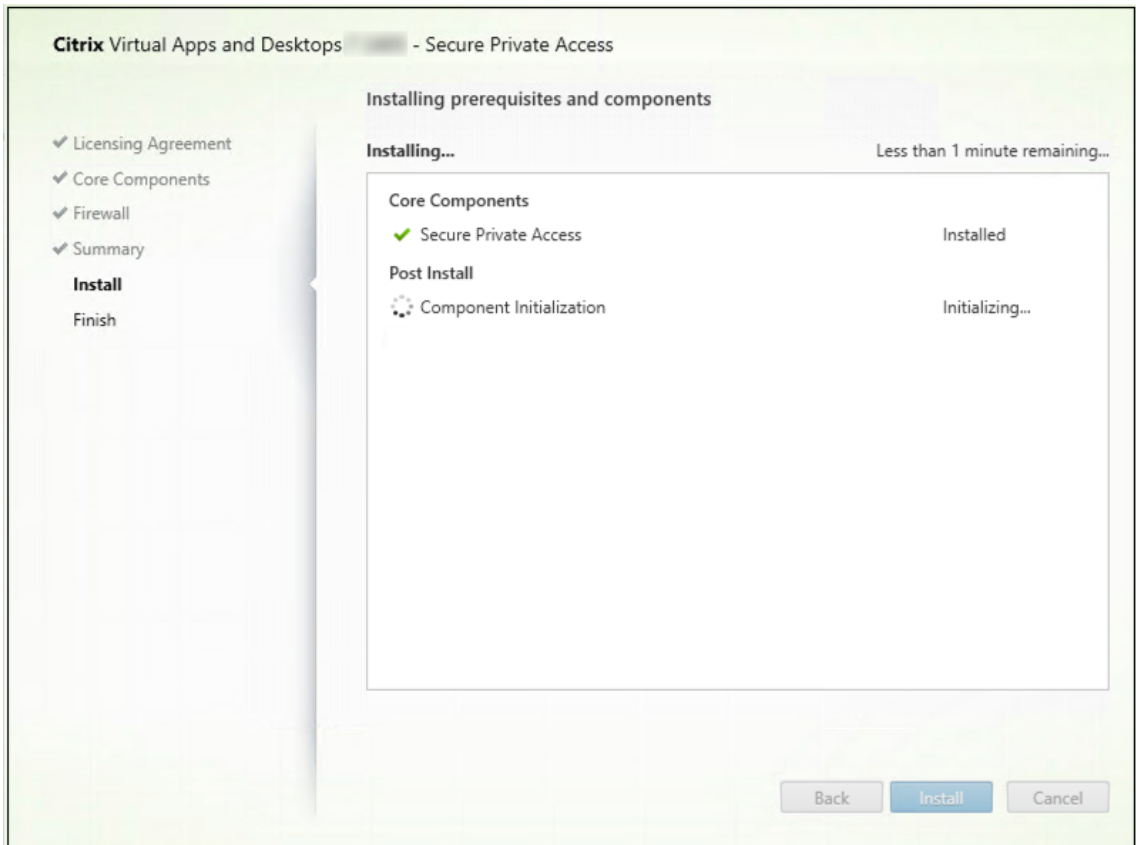 Citrix Virtual Apps and Desktops - Secure Private Access
Installing prerequisites and components
Licensing Agreement
Core Components
Firewall
Summary
Install
Finish
Installing... Less than 1 minute remaining...
Core Components
Secure Private Access Installed
Post Install
Component Initialization Initializing...
Back Install Cancel